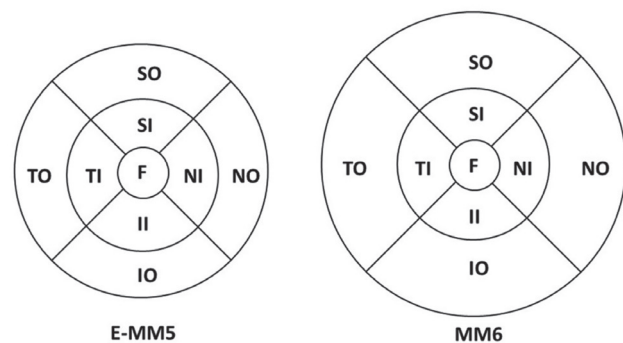 SO
SI
TO TI F NI NO
II
IO
E-MM5
SO
SI
TO TI F NI NO
II
IO
MM6